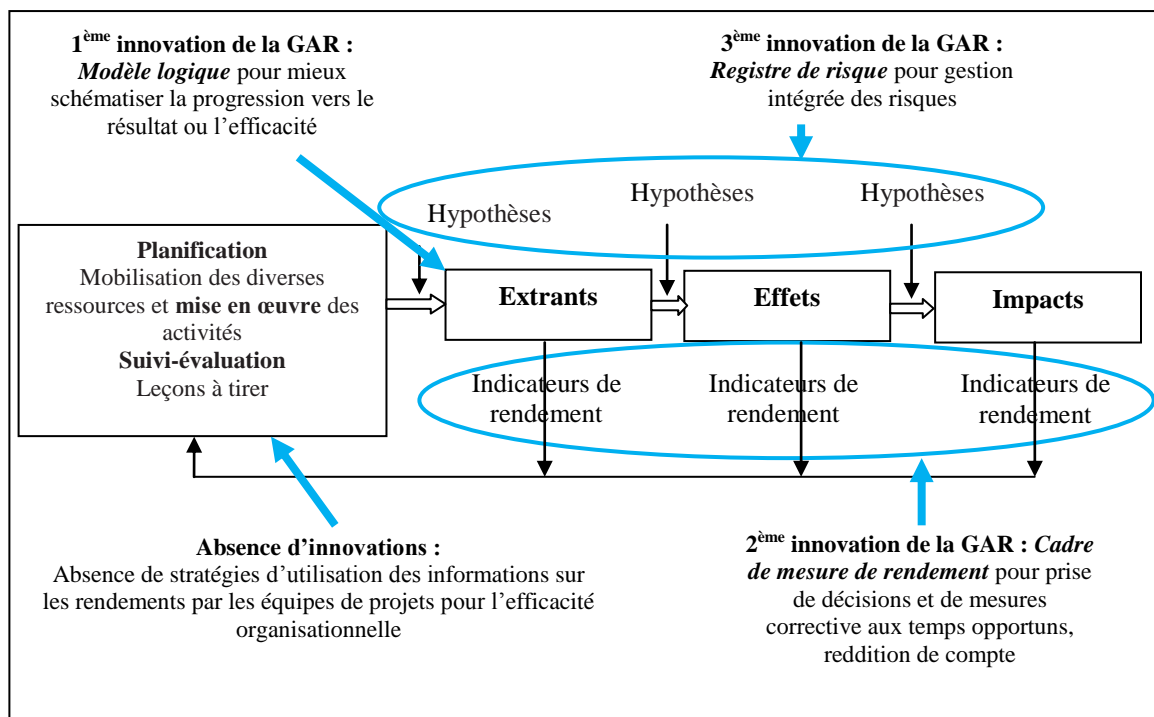 1ème innovation de la GAR :
Modèle logique pour mieux
schématiser la progression vers le
résultat ou l'efficacité
3ème innovation de la GAR :
Registre de risque pour gestion
intégrée des risques
Hypothèses
Hypothèses
Hypothèses
Planification
Mobilisation des diverses
ressources et mise en œuvre des
activités
Suivi-évaluation
Leçons à tirer
Extrants
Effets
Impacts
Indicateurs de
rendement
Indicateurs de
rendement
Indicateurs de
rendement
Absence d'innovations :
Absence de stratégies d'utilisation des informations sur
les rendements par les équipes de projets pour l'efficacité
organisationnelle
2ème innovation de la GAR : Cadre
de mesure de rendement pour prise
de décisions et de mesures
corrective aux temps opportuns,
reddition de compte